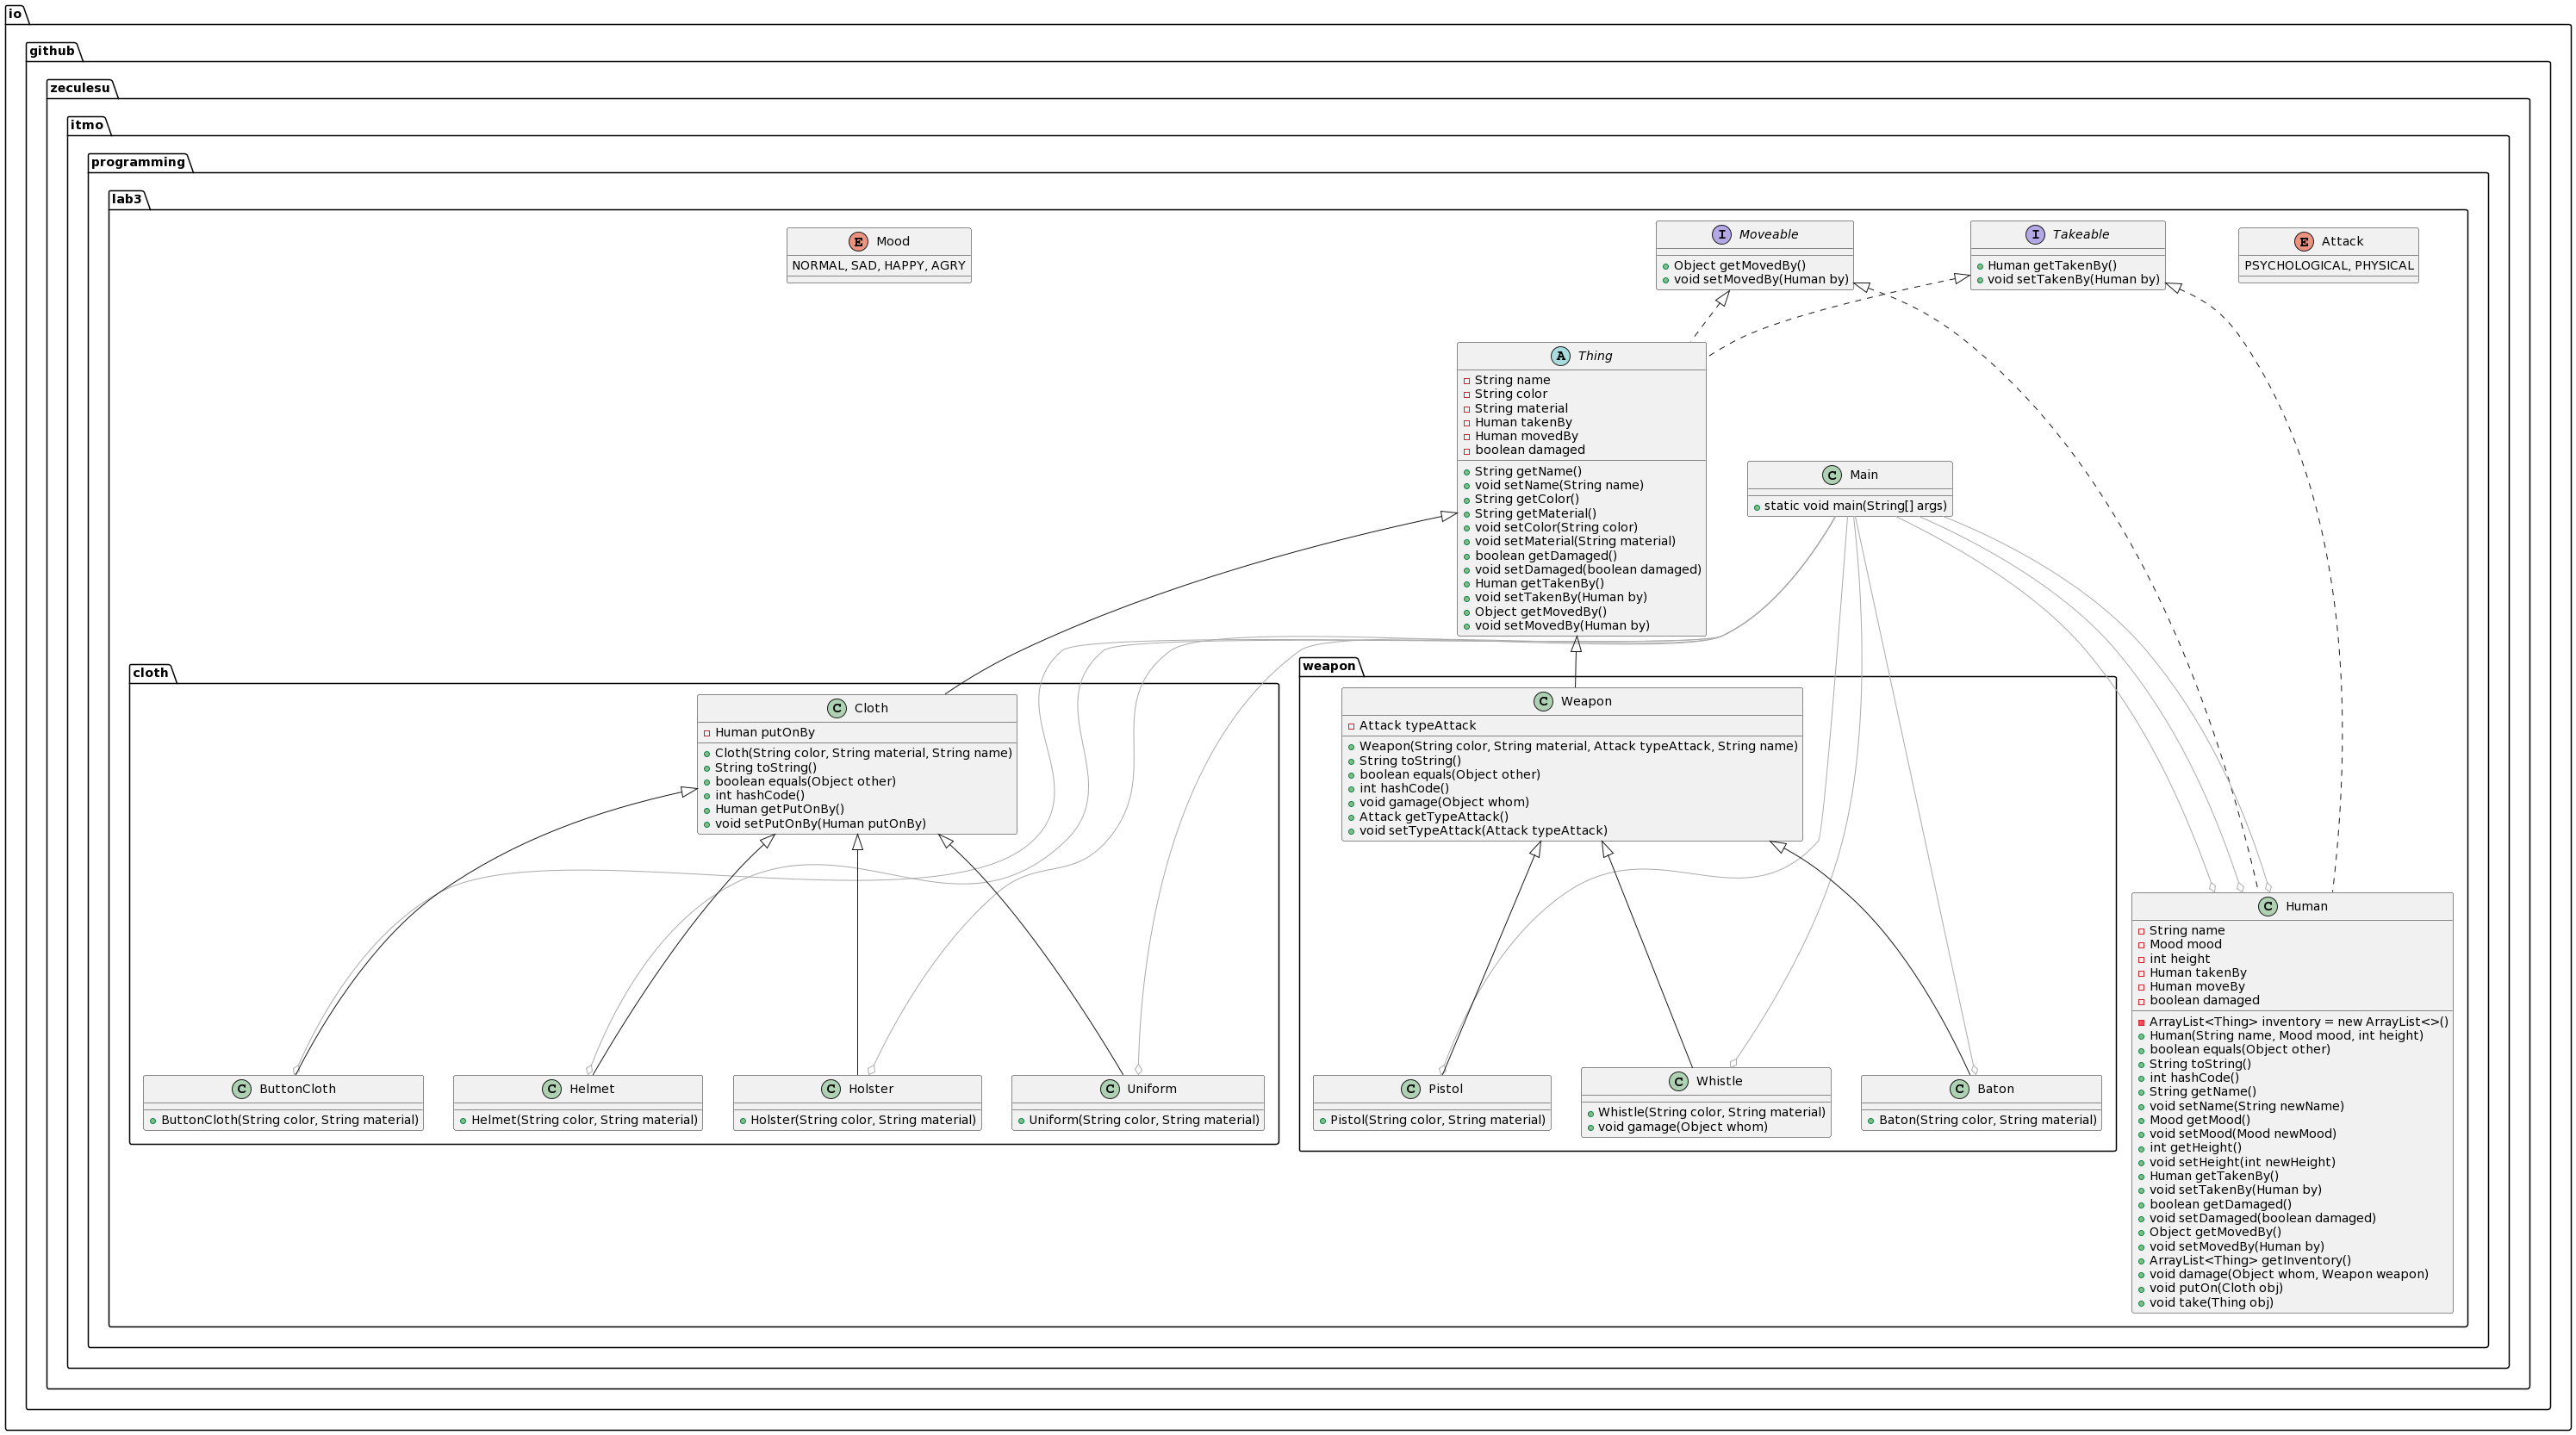 io
github
zeculesu
itmo
programming
lab3
E Mood
NORMAL, SAD, HAPPY, AGRY
I Moveable
Object getMovedBy()
void setMovedBy(Human by)
I Takeable
Human getTakenBy()
void setTakenBy(Human by)
E Attack
PSYCHOLOGICAL, PHYSICAL
A Thing
String name
String color
String material
Human takenBy
Human movedBy
boolean damaged
String getName()
void setName(String name)
String getColor()
String getMaterial()
void setColor(String color)
void setMaterial(String material)
boolean getDamaged()
void setDamaged(boolean damaged)
Human getTakenBy()
void setTakenBy(Human by)
Object getMovedBy()
void setMovedBy(Human by)
C Main
static void main(String[] args)
cloth
C Cloth
Human putOnBy
Cloth(String color, String material, String name)
String toString()
boolean equals(Object other)
int hashCode()
Human getPutOnBy()
void setPutOnBy(Human putOnBy)
C ButtonCloth
ButtonCloth(String color, String material)
C Helmet
Helmet(String color, String material)
C Holster
Holster(String color, String material)
C Uniform
Uniform(String color, String material)
weapon
C Weapon
Attack typeAttack
Weapon(String color, String material, Attack typeAttack, String name)
String toString()
boolean equals(Object other)
int hashCode()
void gamage(Object whom)
Attack getTypeAttack()
void setTypeAttack(Attack typeAttack)
C Pistol
Pistol(String color, String material)
C Whistle
Whistle(String color, String material)
void gamage(Object whom)
C Baton
Baton(String color, String material)
C Human
String name
Mood mood
int height
Human takenBy
Human moveBy
boolean damaged
ArrayList<Thing> inventory = new ArrayList<>()
Human(String name, Mood mood, int height)
boolean equals(Object other)
String toString()
int hashCode()
String getName()
void setName(String newName)
Mood getMood()
void setMood(Mood newMood)
int getHeight()
void setHeight(int newHeight)
Human getTakenBy()
void setTakenBy(Human by)
boolean getDamaged()
void setDamaged(boolean damaged)
Object getMovedBy()
void setMovedBy(Human by)
ArrayList<Thing> getInventory()
void damage(Object whom, Weapon weapon)
void putOn(Cloth obj)
void take(Thing obj)